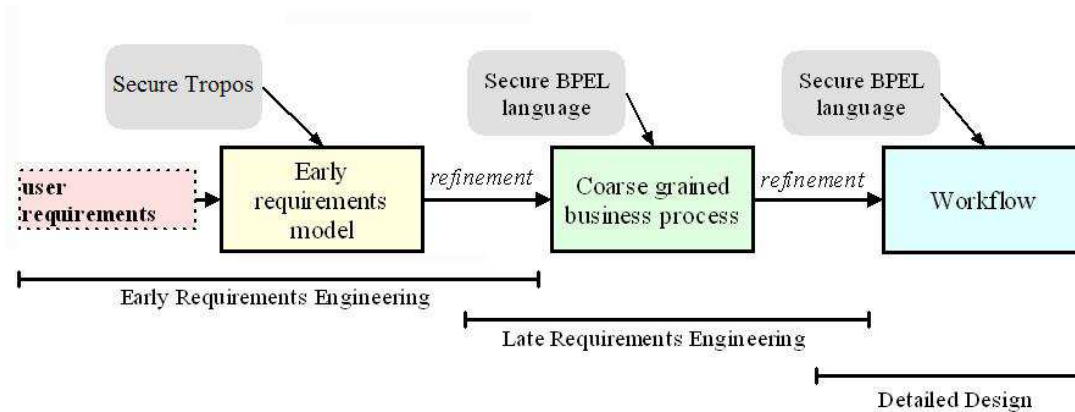 Secure Tropos
Secure BPEL
language
Secure BPEL
language
user
requirements
Early
requirements
model
refinement
Coarse grained
business process
refinement
Workflow
Early Requirements Engineering
Late Requirements Engineering
Detailed Design